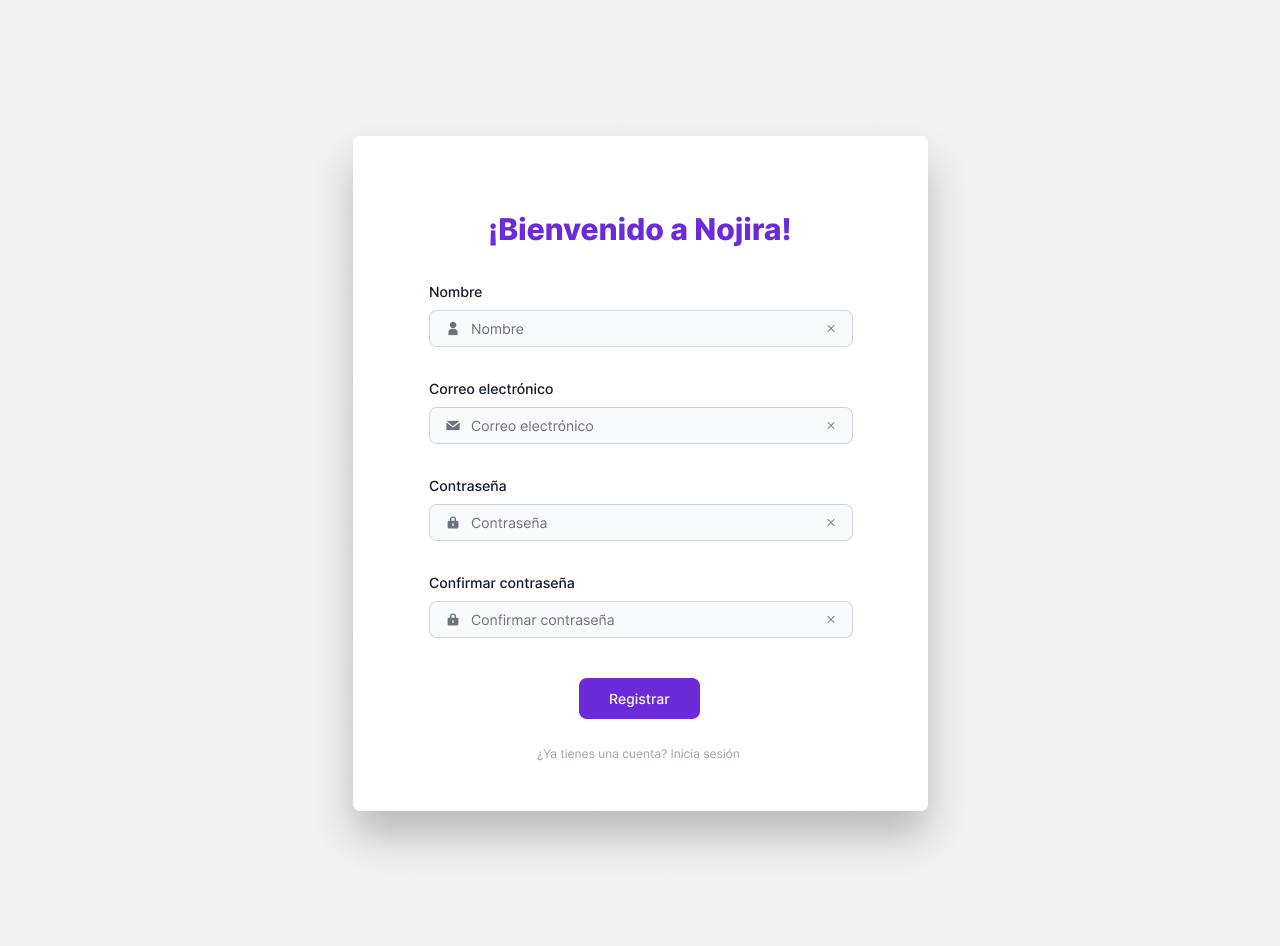 ¡Bienvenido a Nojira!
Nombre
Nombre
Correo electrónico
Correo electrónico
Contraseña
Contraseña
Confirmar contraseña
Confirmar contraseña
Registrar
¿Ya tienes una cuenta? Inicia sesión